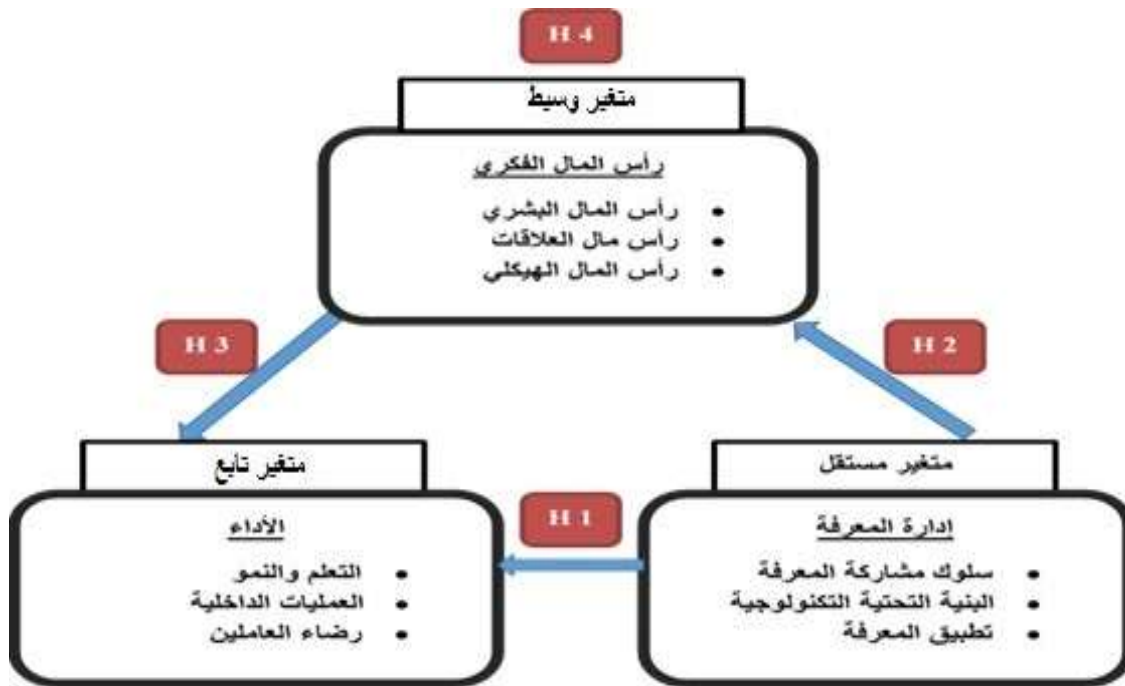 H 4
متغير وسيط
رأس المال الفكري
• رأس المال البشري
• رأس مال العلاقات
• رأس المال الهيكلي
H 3
H 2
متغير مستقل
ادارة المعرفة
• سلوك مشاركة المعرفة
• البنية التحتية التكنولوجية
• تطبيق المعرفة
H 1
متغير تابع
الأداء
• التعلم والنمو
• العمليات الداخلية
• رضاء العاملين